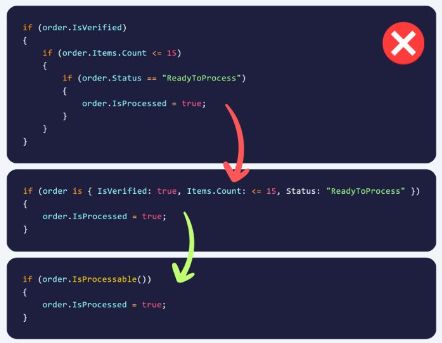 if (order.IsVerified)
{
    if (order.Items.Count <= 15)
    {
        if (order.Status == "ReadyToProcess")
        {
            order.IsProcessed = true;
        }
    }
}
if (order is { IsVerified: true, Items.Count: <= 15, Status: "ReadyToProcess" })
{
    order.IsProcessed = true;
}
if (order.IsProcessable())
{
    order.IsProcessed = true;
}